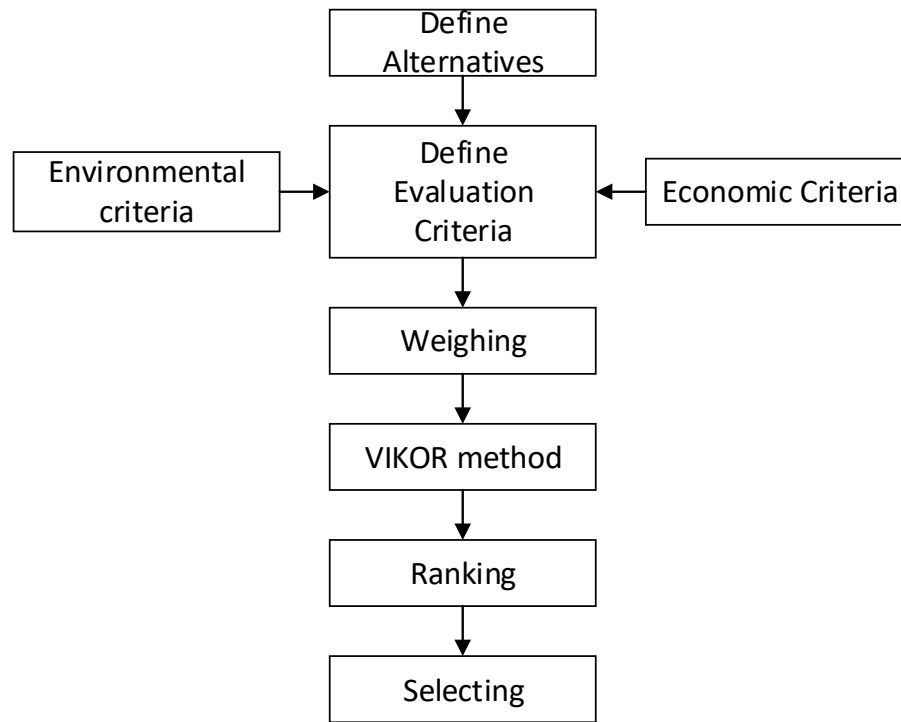 Define
Alternatives
Environmental
criteria
Define
Evaluation
Criteria
Economic Criteria
Weighing
VIKOR method
Ranking
Selecting